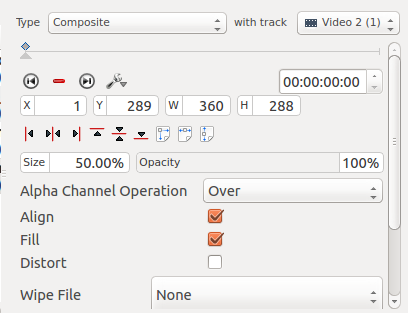 Type Composite with track Video 2 (1)
00:00:00:00
X 1 Y 289 W 360 H 288
Size 50.00% Opacity 100%
Alpha Channel Operation Over
Align
Fill
Distort
Wipe File None